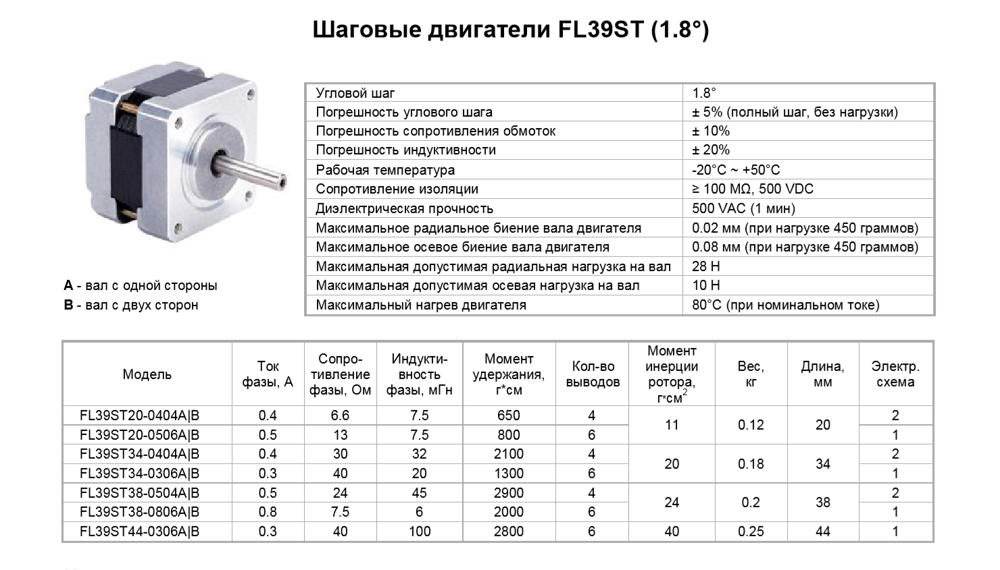 Шаговые двигатели FL39ST (1.8°)
Угловой шаг 1.8°
Погрешность углового шага ± 5% (полный шаг, без нагрузки)
Погрешность сопротивления обмоток ± 10%
Погрешность индуктивности ± 20%
Рабочая температура -20°C ~ +50°C
Сопротивление изоляции ≥ 100 MΩ, 500 VDC
Диэлектрическая прочность 500 VAC (1 мин)
Максимальное радиальное биение вала двигателя 0.02 мм (при нагрузке 450 граммов)
Максимальное осевое биение вала двигателя 0.08 мм (при нагрузке 450 граммов)
Максимальная допустимая радиальная нагрузка на вал 28 Н
Максимальная допустимая осевая нагрузка на вал 10 Н
Максимальный нагрев двигателя 80°C (при номинальном токе)
A - вал с одной стороны
B - вал с двух сторон
Модель
Ток
фазы, А
Сопро-
тивление
фазы, Ом
Индукти-
вность
фазы, мГн
Момент
удержания,
г*см
Кол-во
выводов
Момент
инерции
ротора,
г*см²
Вес,
кг
Длина,
мм
Электр.
схема
FL39ST20-0404A|B 0.4 6.6 7.5 650 4 2
11 0.12 20
FL39ST20-0506A|B 0.5 13 7.5 800 6 1
FL39ST34-0404A|B 0.4 30 32 2100 4 2
20 0.18 34
FL39ST34-0306A|B 0.3 40 20 1300 6 1
FL39ST38-0504A|B 0.5 24 45 2900 4 2
24 0.2 38
FL39ST38-0806A|B 0.8 7.5 6 2000 6 1
FL39ST44-0306A|B 0.3 40 100 2800 6 40 0.25 44 1